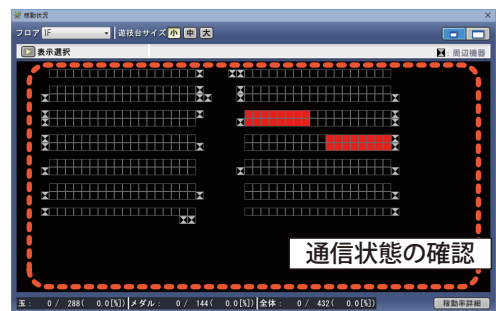 稼動状況
フロア 1F 遊技台サイズ 小 中 大
表示選択 : 周辺機器
通信状態の確認
玉: 0 / 288( 0.0[%]) メダル: 0 / 144( 0.0[%]) 全体: 0 / 432( 0.0[%]) 稼動率詳細